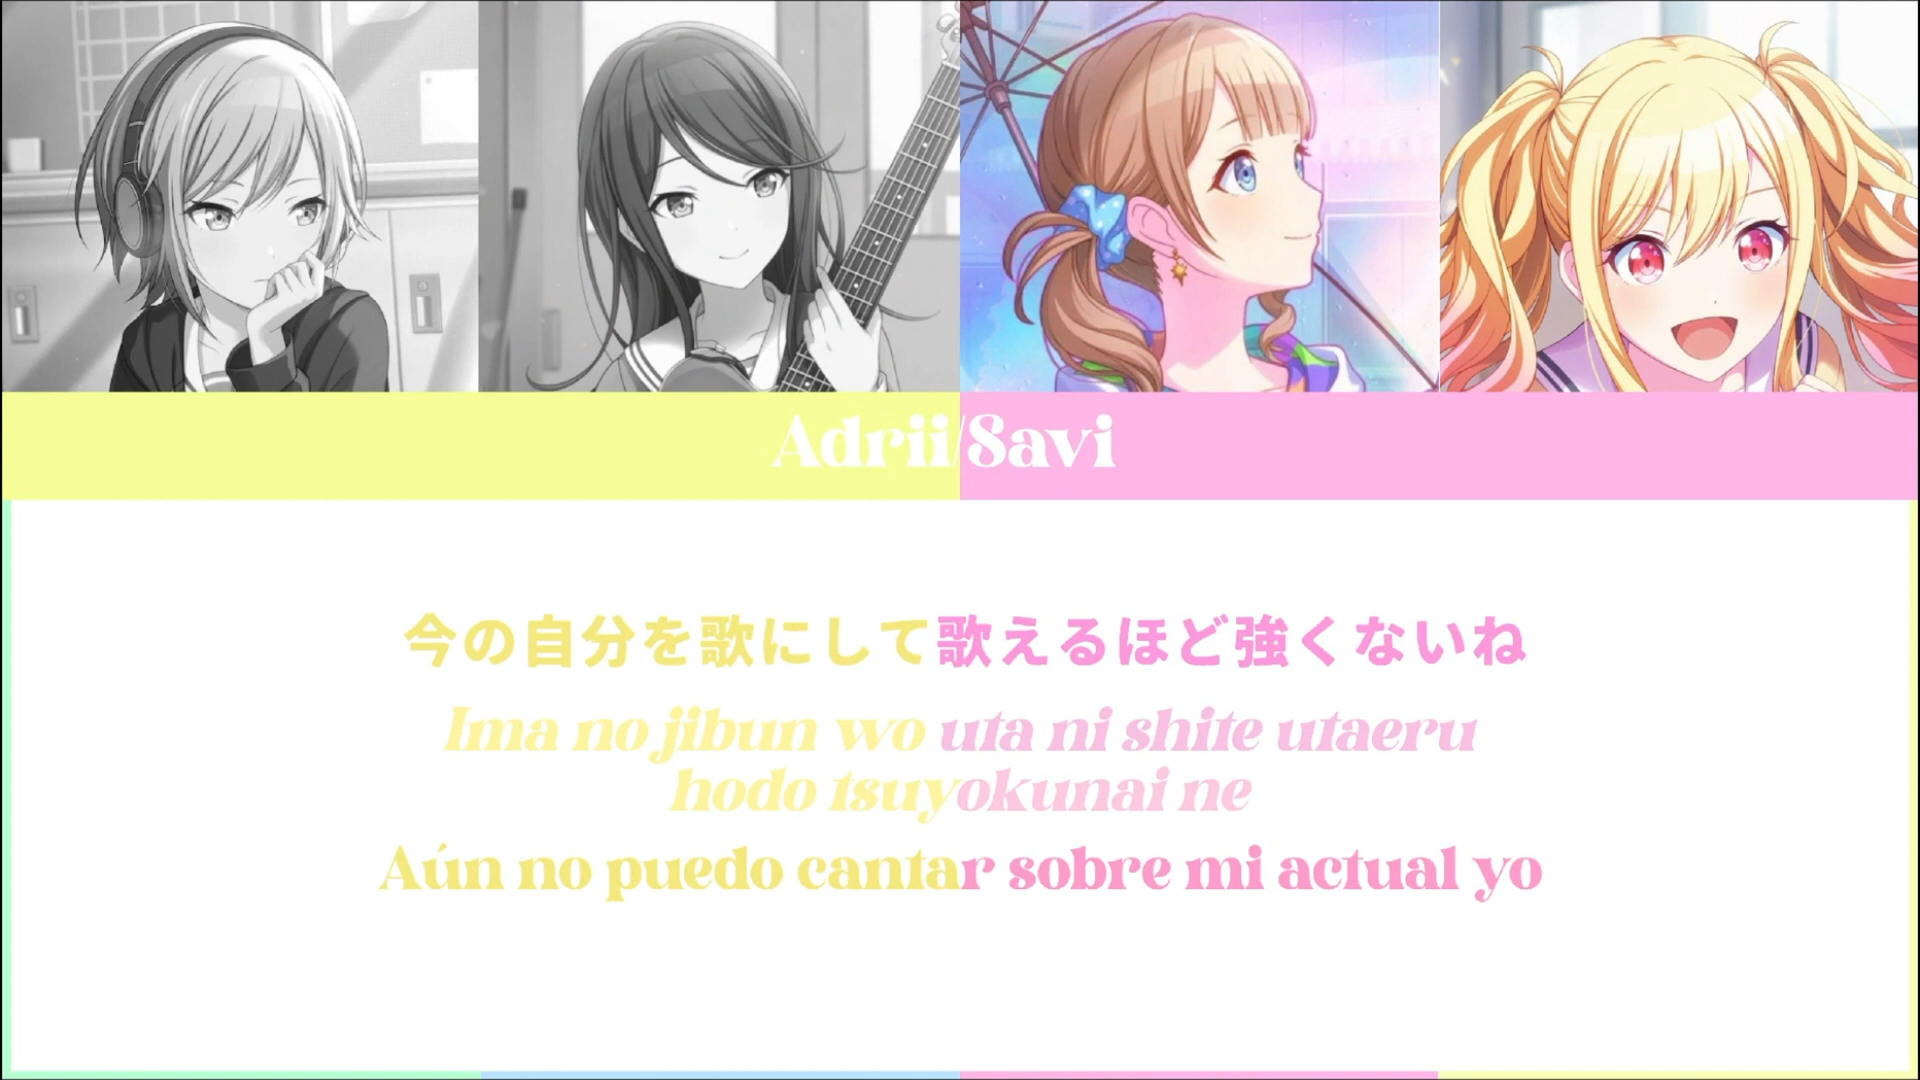 Adrii/Savi
今の自分を歌にして歌えるほど強くないね
Ima no jibun wo uta ni shite utaeru
hodo tsuyokunai ne
Aún no puedo cantar sobre mi actual yo